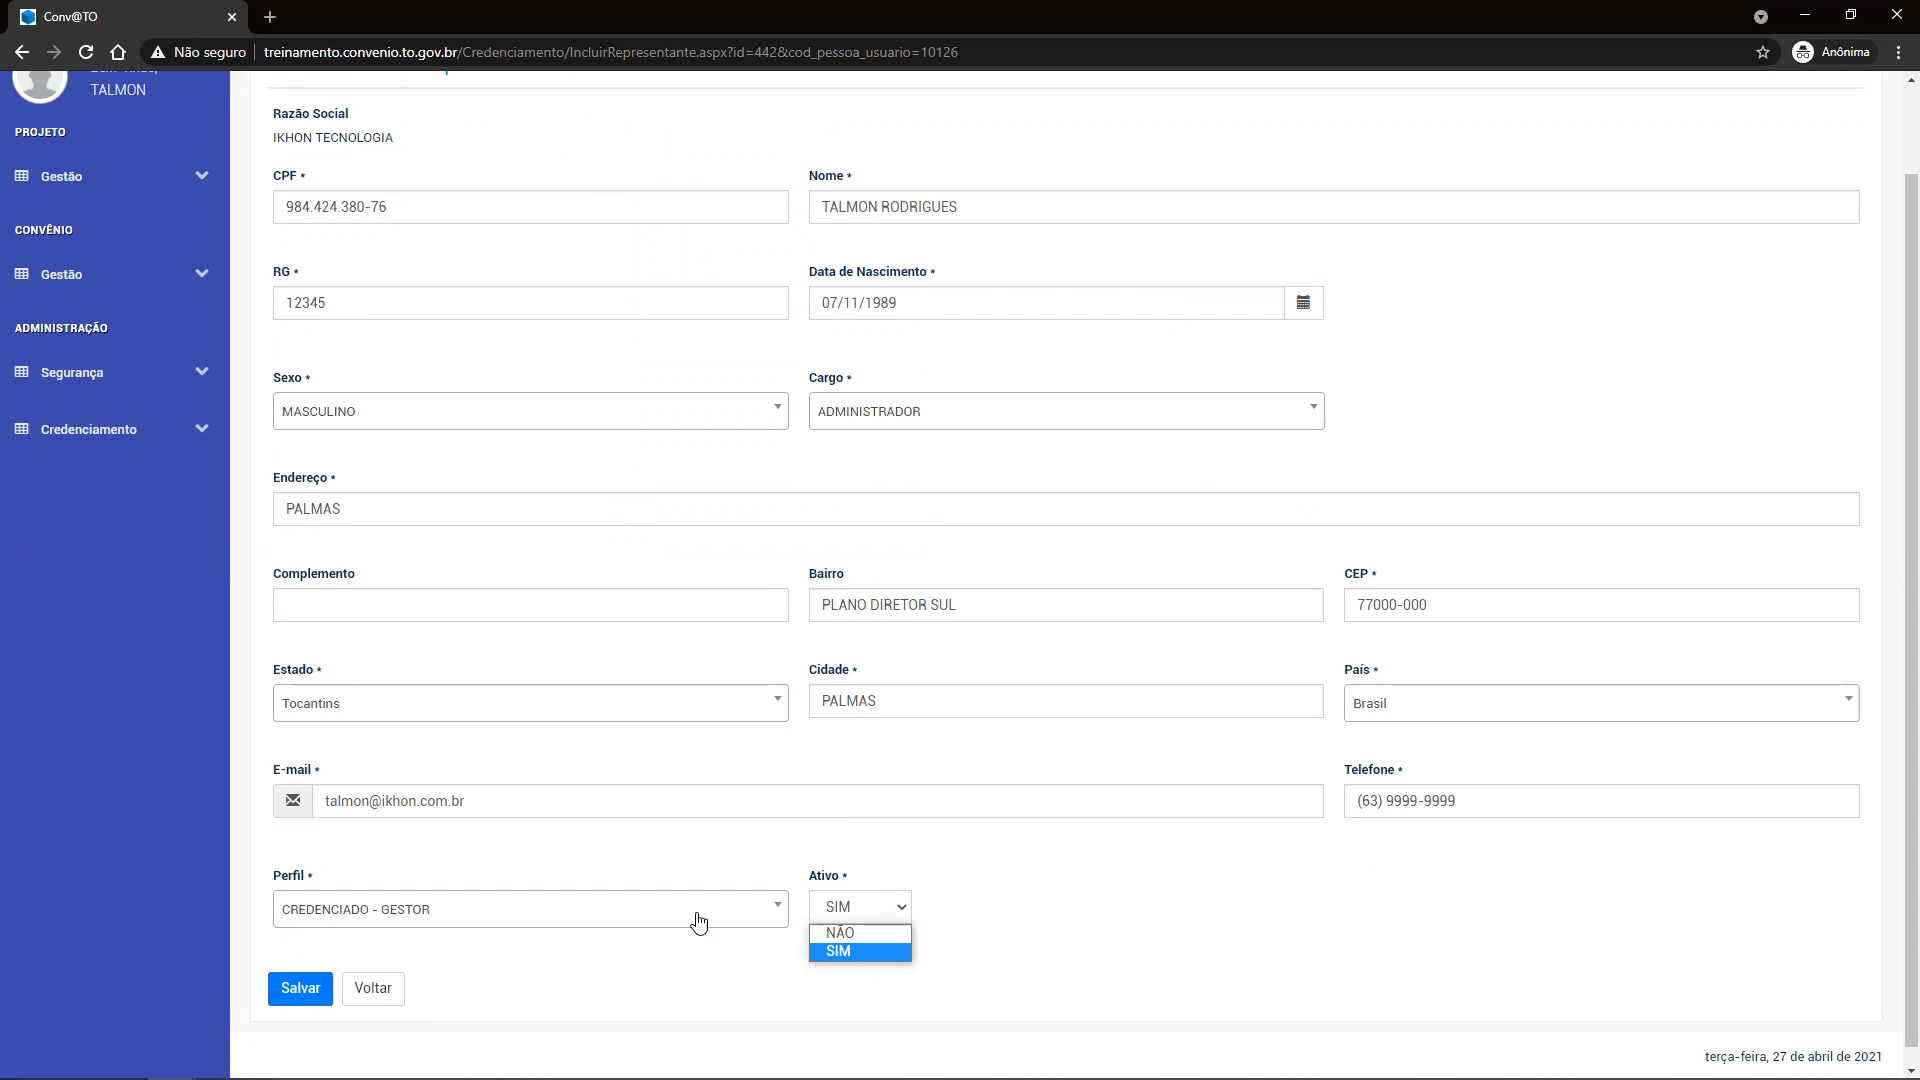 Conv@TO
Não seguro
treinamento.convenio.to.gov.br/Credenciamento/IncluirRepresentante.aspx?id=442&cod_pessoa_usuario=10126
Anônima
TALMON
PROJETO
Gestão
CONVÊNIO
Gestão
ADMINISTRAÇÃO
Segurança
Credenciamento
Razão Social
IKHON TECNOLOGIA
CPF *
Nome *
984.424.380-76
TALMON RODRIGUES
RG *
Data de Nascimento *
12345
07/11/1989
Sexo *
Cargo *
MASCULINO
ADMINISTRADOR
Endereço *
PALMAS
Complemento
Bairro
CEP *
PLANO DIRETOR SUL
77000-000
Estado *
Cidade *
País *
Tocantins
PALMAS
Brasil
E-mail *
Telefone *
talmon@ikhon.com.br
(63) 9999-9999
Perfil *
Ativo *
CREDENCIADO - GESTOR
SIM
NÃO
SIM
Salvar
Voltar
terça-feira, 27 de abril de 2021